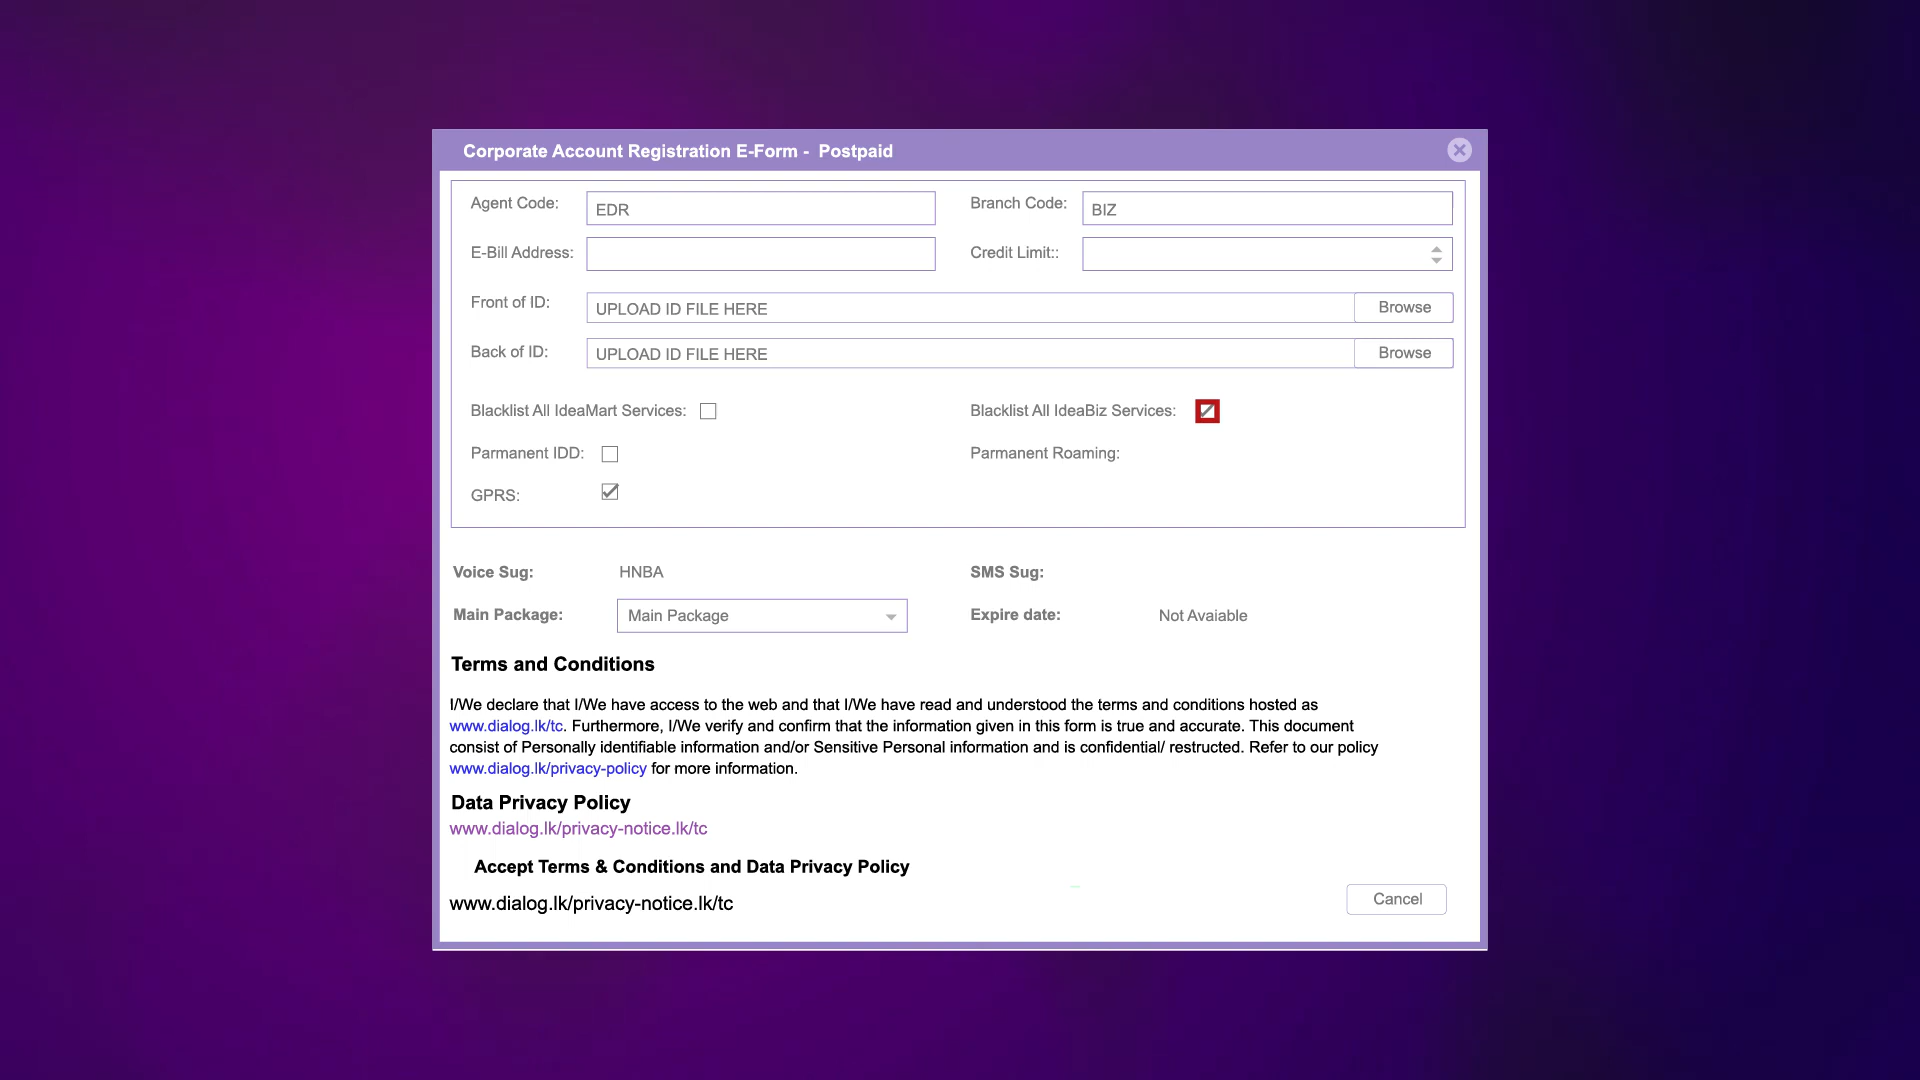 Corporate Account Registration E-Form - Postpaid
Agent Code: EDR Branch Code: BIZ
E-Bill Address: Credit Limit::
Front of ID: UPLOAD ID FILE HERE Browse
Back of ID: UPLOAD ID FILE HERE Browse
Blacklist All IdeaMart Services: Blacklist All IdeaBiz Services:
Parmanent IDD: Parmanent Roaming:
GPRS:
Voice Sug: HNBA SMS Sug:
Main Package: Main Package Expire date: Not Avaiable
Terms and Conditions
I/We declare that I/We have access to the web and that I/We have read and understood the terms and conditions hosted as
www.dialog.lk/tc. Furthermore, I/We verify and confirm that the information given in this form is true and accurate. This document
consist of Personally identifiable information and/or Sensitive Personal information and is confidential/ restructed. Refer to our policy
www.dialog.lk/privacy-policy for more information.
Data Privacy Policy
www.dialog.lk/privacy-notice.lk/tc
Accept Terms & Conditions and Data Privacy Policy
www.dialog.lk/privacy-notice.lk/tc
Cancel